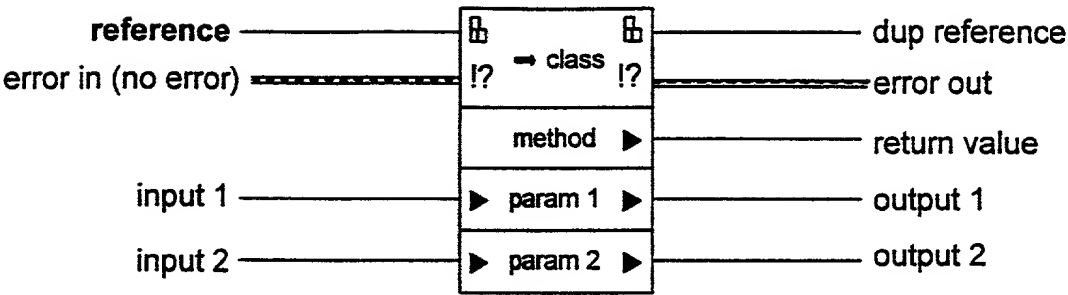 reference
dup reference
error in (no error)
!?
→ class
!?
error out
method
return value
input 1
param 1
output 1
input 2
param 2
output 2